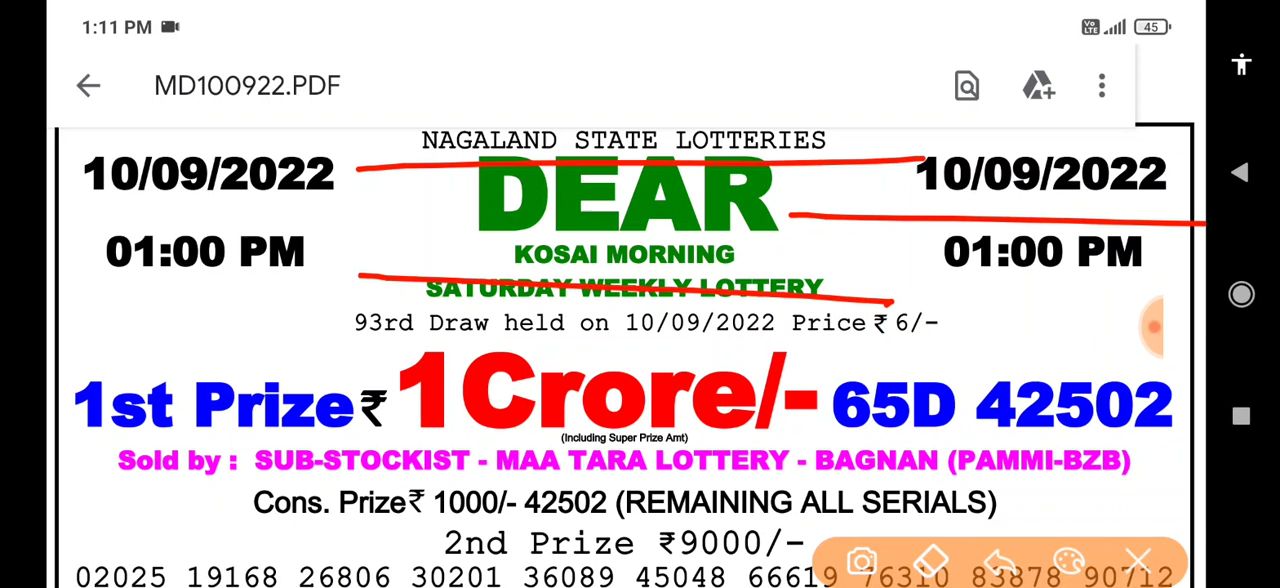 1:11 PM Vo LTE 45
MD100922.PDF
NAGALAND STATE LOTTERIES
10/09/2022 DEAR 10/09/2022
01:00 PM KOSAI MORNING 01:00 PM
SATURDAY WEEKLY LOTTERY
93rd Draw held on 10/09/2022 Price ₹ 6/-
1st Prize ₹ 1Crore/- 65D 42502
(Including Super Prize Amt)
Sold by : SUB-STOCKIST - MAA TARA LOTTERY - BAGNAN (PAMMI-BZB)
Cons. Prize ₹ 1000/- 42502 (REMAINING ALL SERIALS)
2nd Prize ₹9000/-
02025 19168 26806 30201 36089 45048 66619 76310 83878 90712